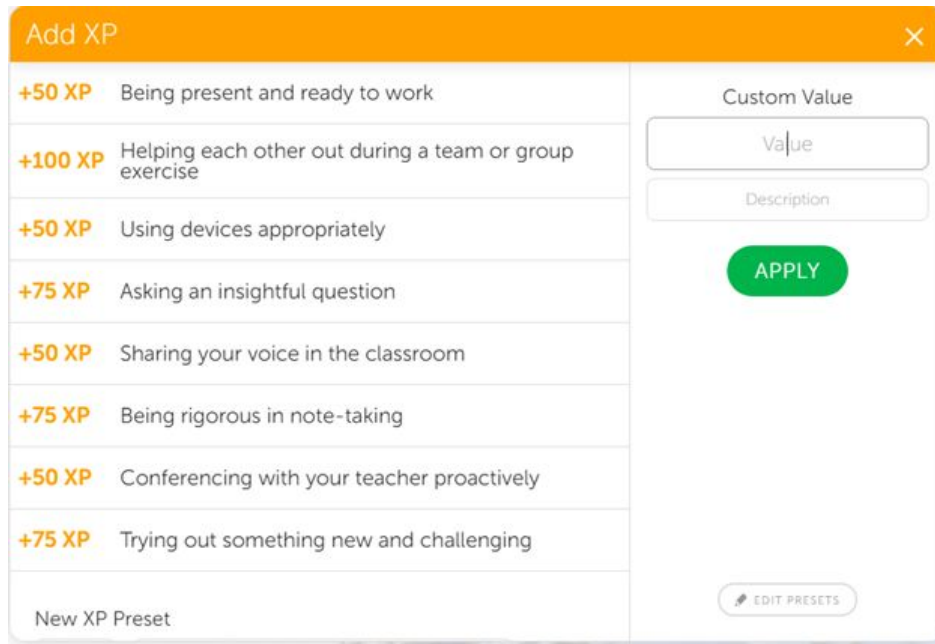 Add XP
+50 XP Being present and ready to work
+100 XP Helping each other out during a team or group
exercise
+50 XP Using devices appropriately
+75 XP Asking an insightful question
+50 XP Sharing your voice in the classroom
+75 XP Being rigorous in note-taking
+50 XP Conferencing with your teacher proactively
+75 XP Trying out something new and challenging
New XP Preset
Custom Value
Value
Description
APPLY
EDIT PRESETS